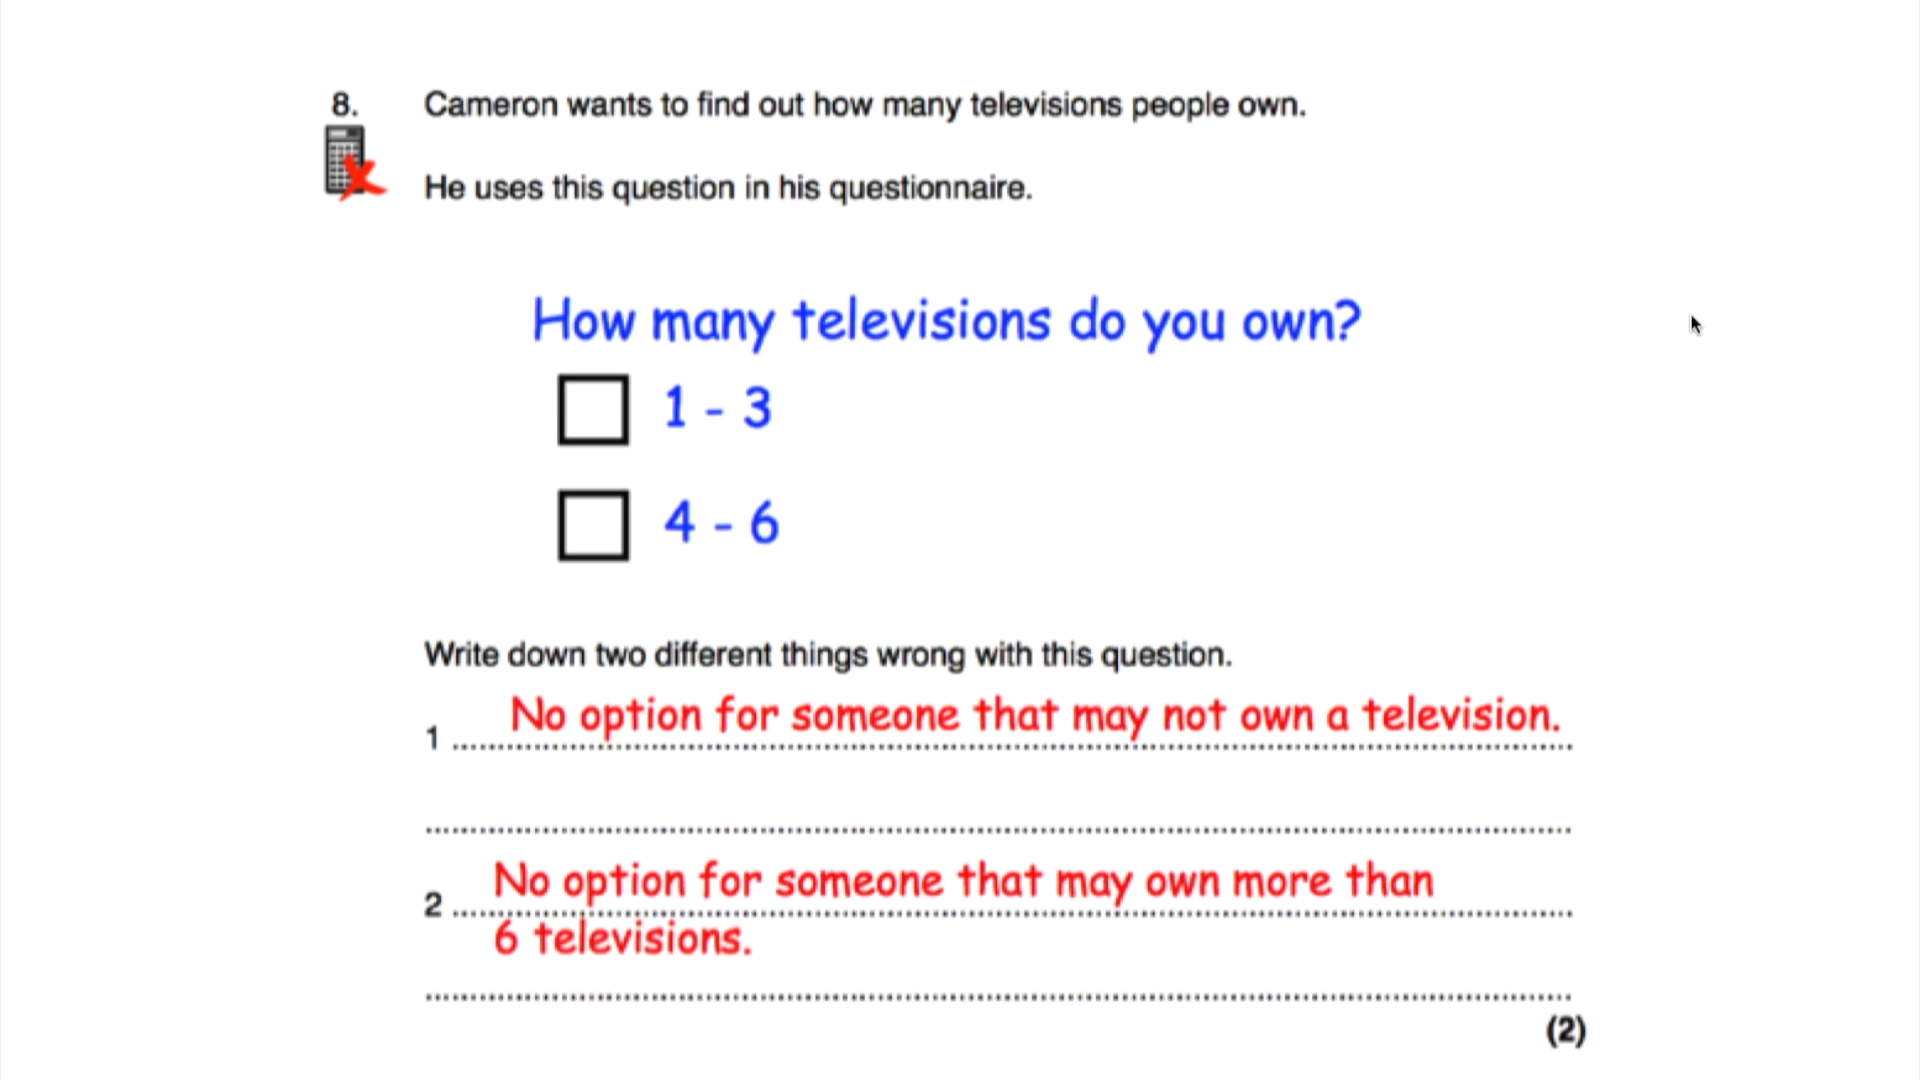 8. Cameron wants to find out how many televisions people own.
He uses this question in his questionnaire.
How many televisions do you own?
1 - 3
4 - 6
Write down two different things wrong with this question.
1 No option for someone that may not own a television.
2 No option for someone that may own more than
6 televisions.
(2)